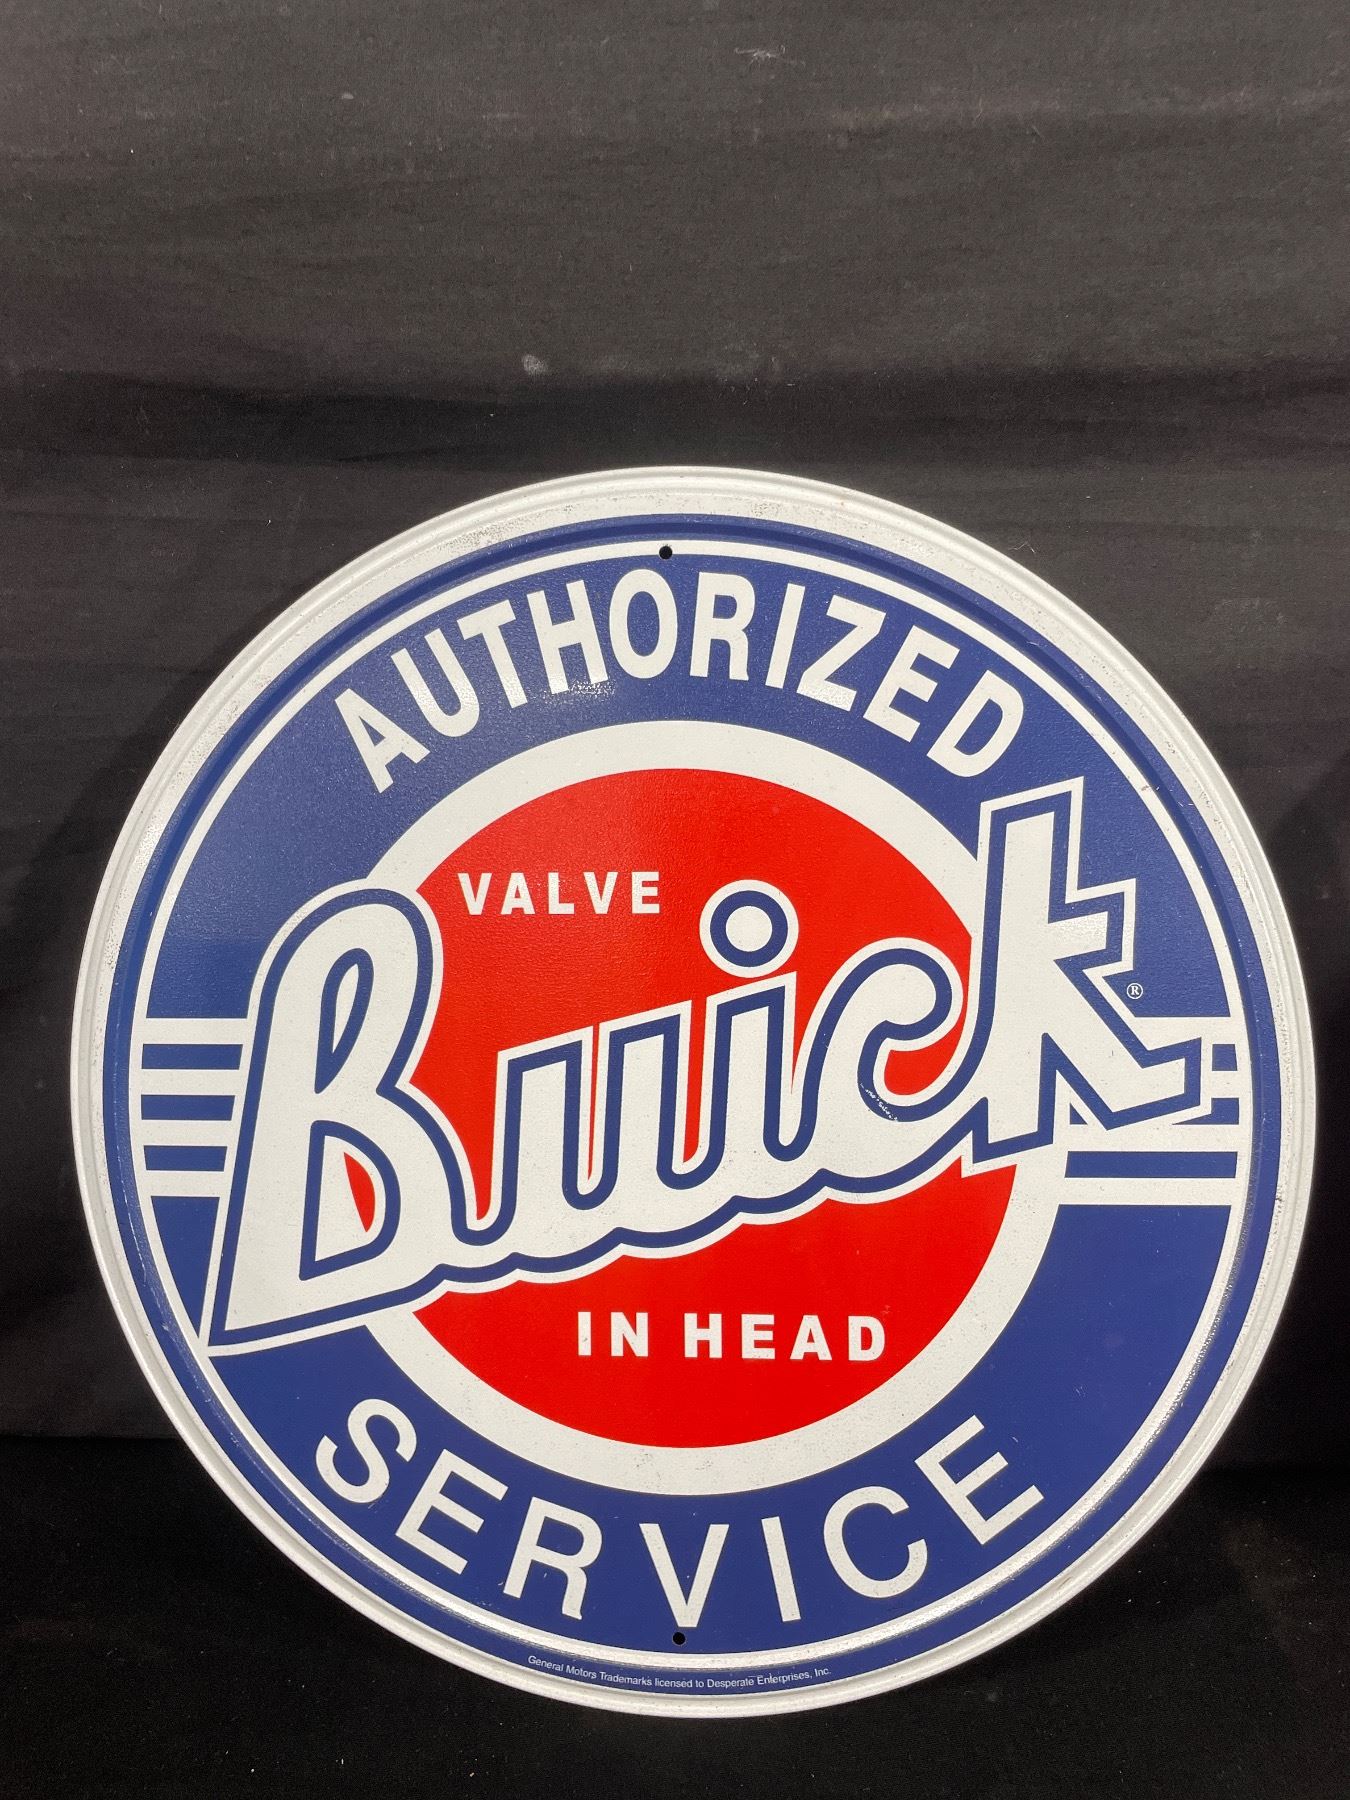 AUTHORIZED
VALVE
Buick®
IN HEAD
SERVICE
General Motors Trademarks licensed to Desperate Enterprises, Inc.